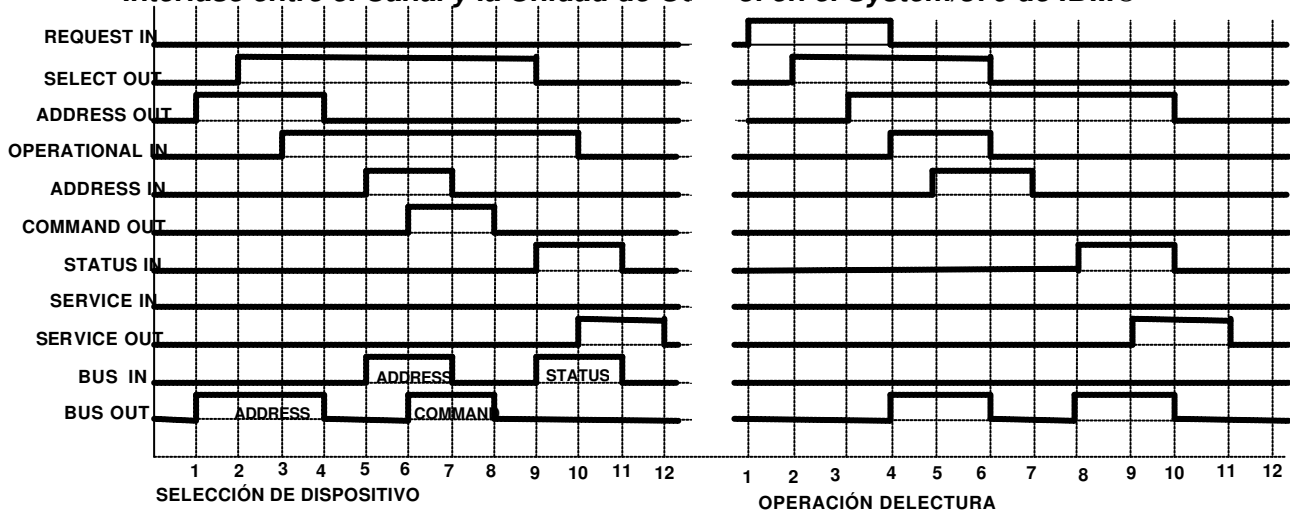 REQUEST IN
SELECT OUT
ADDRESS OUT
OPERATIONAL IN
ADDRESS IN
COMMAND OUT
STATUS IN
SERVICE IN
SERVICE OUT
BUS IN
ADDRESS
STATUS
BUS OUT
ADDRESS
COMMAND
1 2 3 4 5 6 7 8 9 10 11 12
1 2 3 4 5 6 7 8 9 10 11 12
SELECCIÓN DE DISPOSITIVO
OPERACIÓN DELECTURA